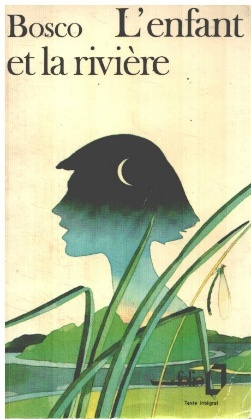 Bosco L'enfant
et la rivière
folio
Texte intégral